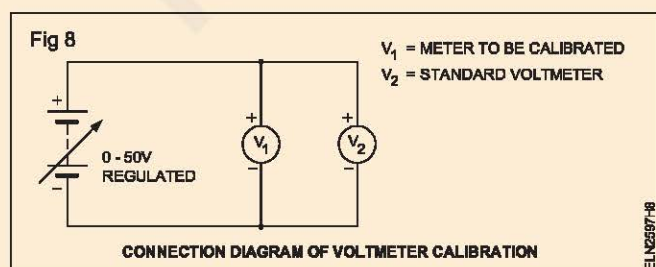 Fig 8
V1 = METER TO BE CALIBRATED
V2 = STANDARD VOLTMETER
+ + +
V1 V2
0 - 50V
REGULATED
- - -
CONNECTION DIAGRAM OF VOLTMETER CALIBRATION
ELN2597H8